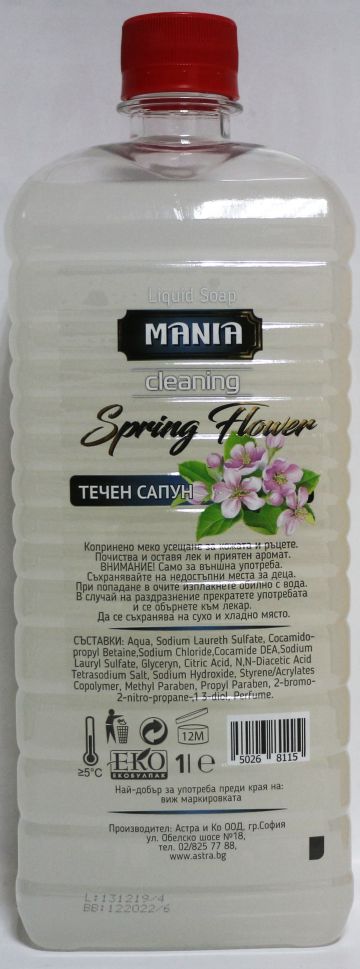 Liquid Soap
MANIA
cleaning
Spring Flower
ТЕЧЕН САПУН
Копринено меко усещане за кожата и ръцете.
Почиства и оставя лек и приятен аромат.
ВНИМАНИЕ! Само за външна употреба.
Съхранявайте на недостъпни места за деца.
При попадане в очите изплакнете обилно с вода.
В случай на раздразнение прекратете употребата
и се обърнете към лекар.
Да се съхранява на сухо и хладно място.
СЪСТАВКИ: Aqua, Sodium Laureth Sulfate, Cocamido-
propyl Betaine,Sodium Chloride,Cocamide DEA,Sodium
Lauryl Sulfate, Glyceryn, Citric Acid, N,N-Diacetic Acid
Tetrasodium Salt, Sodium Hydroxide, Styrene/Acrylates
Copolymer, Methyl Paraben, Propyl Paraben, 2-bromo-
2-nitro-propane-1 3-diol, Perfume.
≥5°C
ЕКО
ЕКОБУЛПАК
12M
1l e
5026 8115
Най-добър за употреба преди края на:
виж маркировката
Производител: Астра и Ко ООД, гр.София
ул. Обелско шосе №18,
тел. 02/825 77 88,
www.astra.bg
L:131219/4
BB:122022/6